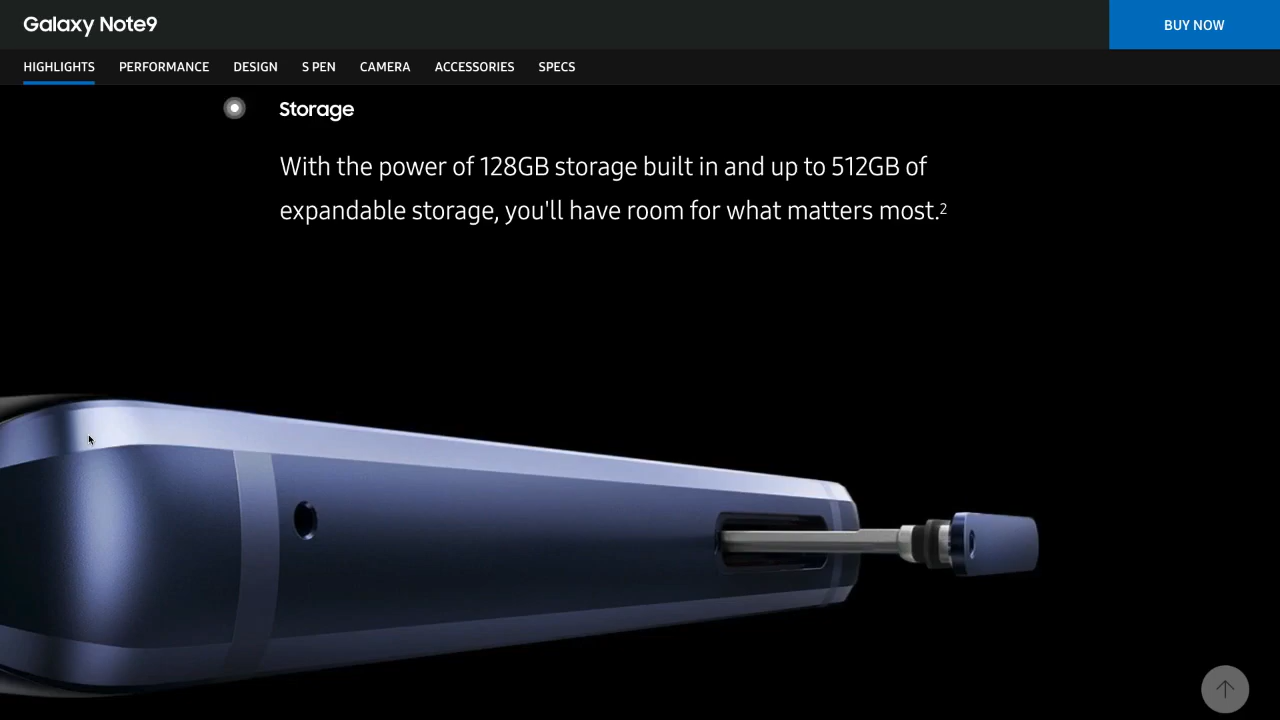 Galaxy Note9
BUY NOW
HIGHLIGHTS PERFORMANCE DESIGN S PEN CAMERA ACCESSORIES SPECS
Storage
With the power of 128GB storage built in and up to 512GB of
expandable storage, you'll have room for what matters most.2